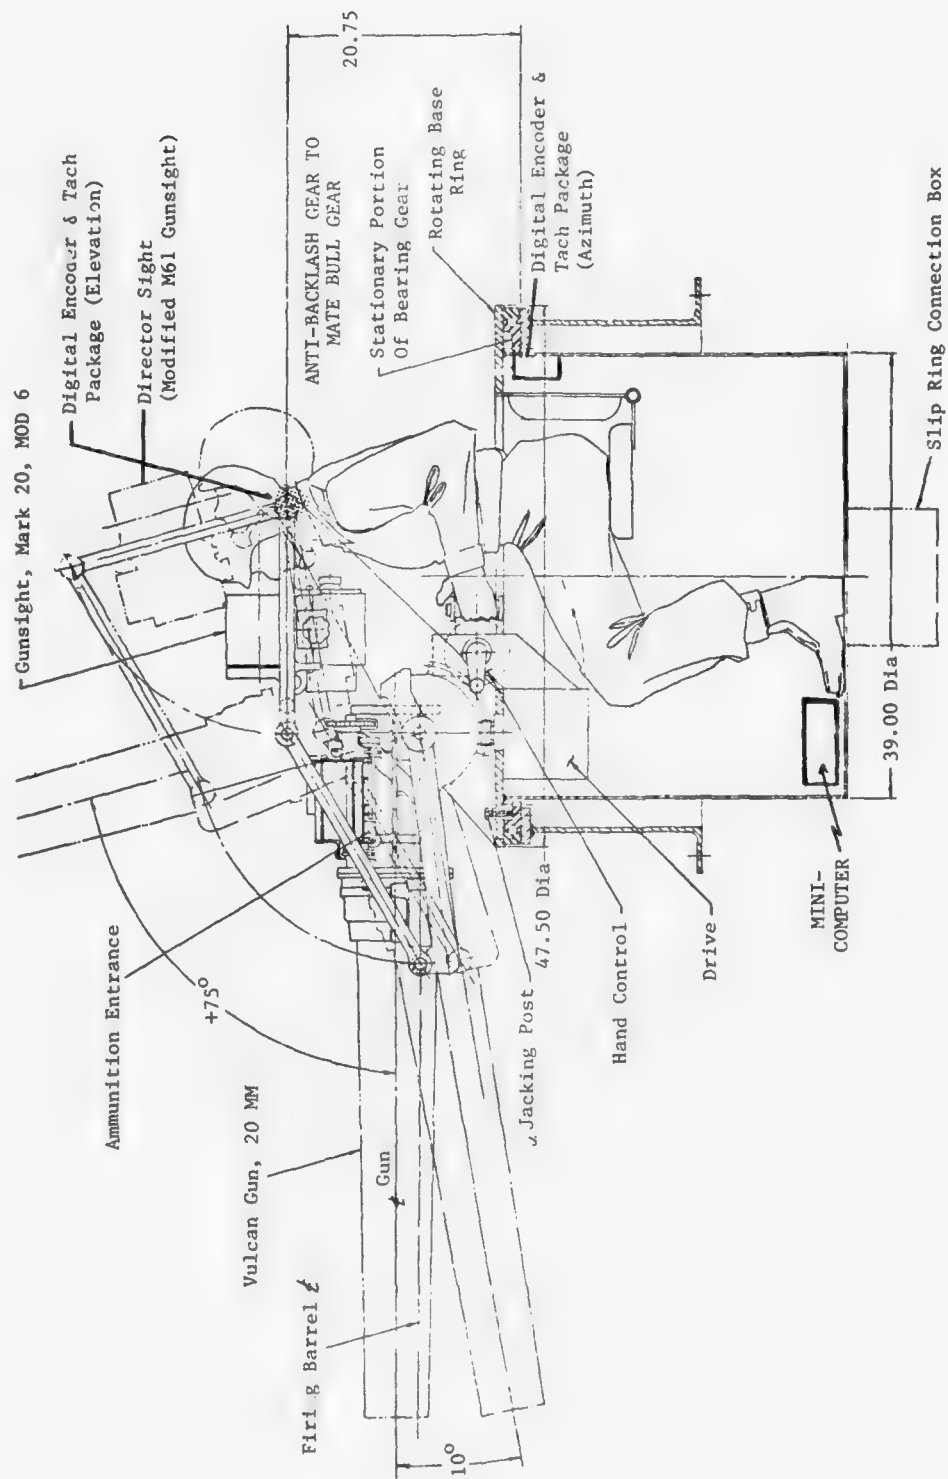 Gunsight, Mark 20, MOD 6
Digital Encoder & Tach
Package (Elevation)
Director Sight
(Modified M61 Gunsight)
20.75
ANTI-BACKLASH GEAR TO
MATE BULL GEAR
Stationary Portion
Of Bearing Gear
Rotating Base
Ring
Digital Encoder &
Tach Package
(Azimuth)
Slip Ring Connection Box
39.00 Dia
MINI-
COMPUTER
Drive
Hand Control
47.50 Dia
Jacking Post
Ammunition Entrance
+75°
Vulcan Gun, 20 MM
Gun
Firi g Barrel
10°